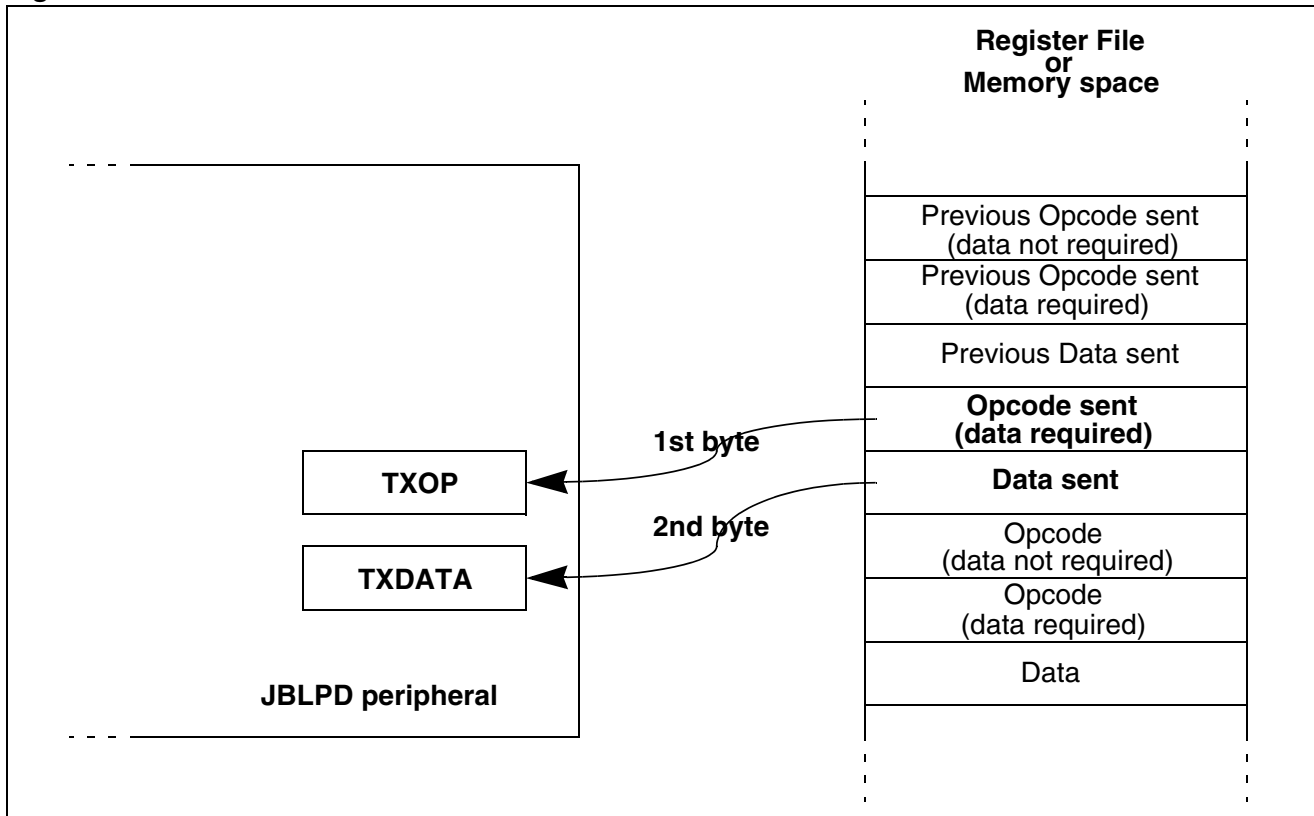 Register File
or
Memory space
Previous Opcode sent
(data not required)
Previous Opcode sent
(data required)
Previous Data sent
Opcode sent
(data required)
1st byte
TXOP
Data sent
2nd byte
Opcode
(data not required)
TXDATA
Opcode
(data required)
Data
JBLPD peripheral